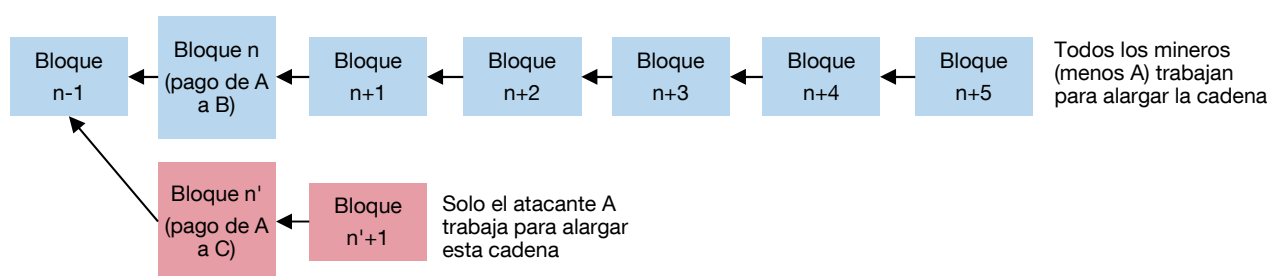 Bloque
n-1
Bloque n
(pago de A
a B)
Bloque
n+1
Bloque
n+2
Bloque
n+3
Bloque
n+4
Bloque
n+5
Todos los mineros
(menos A) trabajan
para alargar la cadena
Bloque n'
(pago de A
a C)
Bloque
n'+1
Solo el atacante A
trabaja para alargar
esta cadena